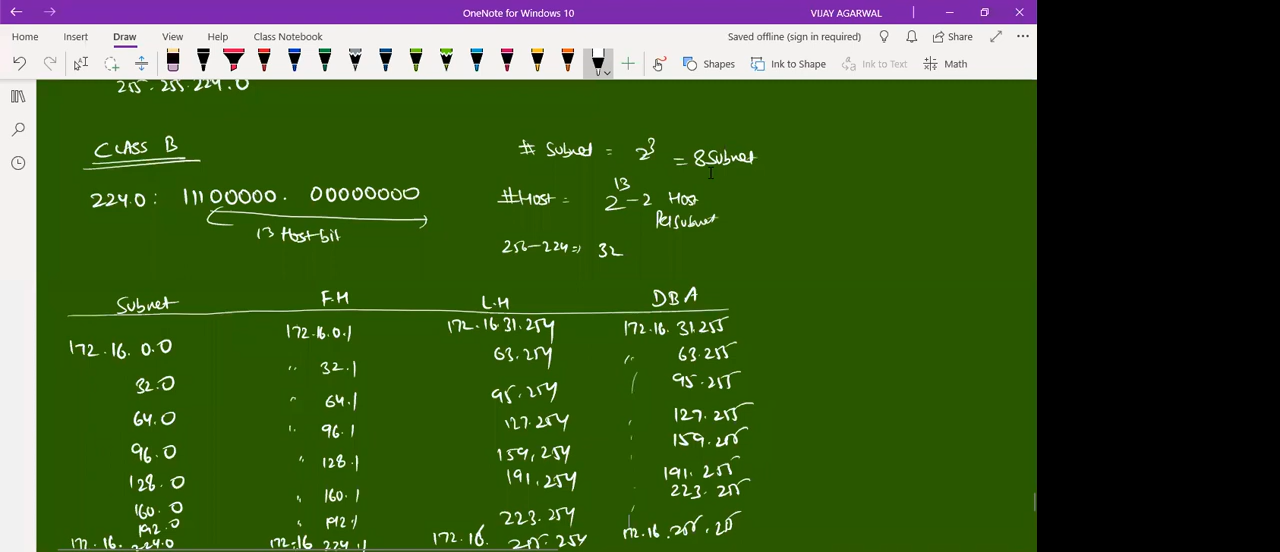 OneNote for Windows 10
VIJAY AGARWAL
Home Insert Draw View Help Class Notebook
Saved offline (sign in required) Share
Shapes Ink to Shape Ink to Text Math
255.255.224.0
CLASS B
# Subnet = 2^3 = 8 Subnet
224.0: 11100000. 00000000
#Host = 2^13-2 Host
Per Subnet
13 Host bit
256-224=) 32
Subnet F.H L.H DBA
172.16.0.0 172.16.0.1 172.16.31.254 172.16.31.255
32.0 " 32.1 63.254 " 63.255
64.0 " 64.1 95.254 95.255
96.0 " 96.1 127.254 127.255
128.0 " 128.1 159.254 159.255
160.0 " 160.1 191.254 191.255
192.0 " 192.1 223.254 223.255
172.16. 224.0 172.16 224.1 172.16. 255.254 172.16.255.255